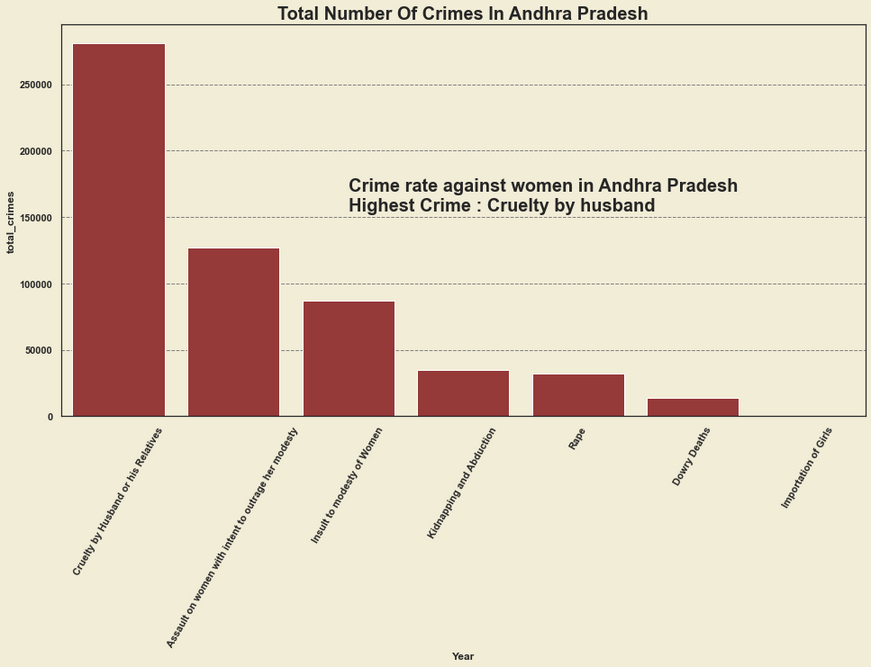 Total Number Of Crimes In Andhra Pradesh
250000
200000
150000
100000
50000
0
total_crimes
Crime rate against women in Andhra Pradesh
Highest Crime : Cruelty by husband
Cruelty by Husband or his Relatives
Assault on women with intent to outrage her modesty
Insult to modesty of Women
Kidnapping and Abduction
Rape
Dowry Deaths
Importation of Girls
Year